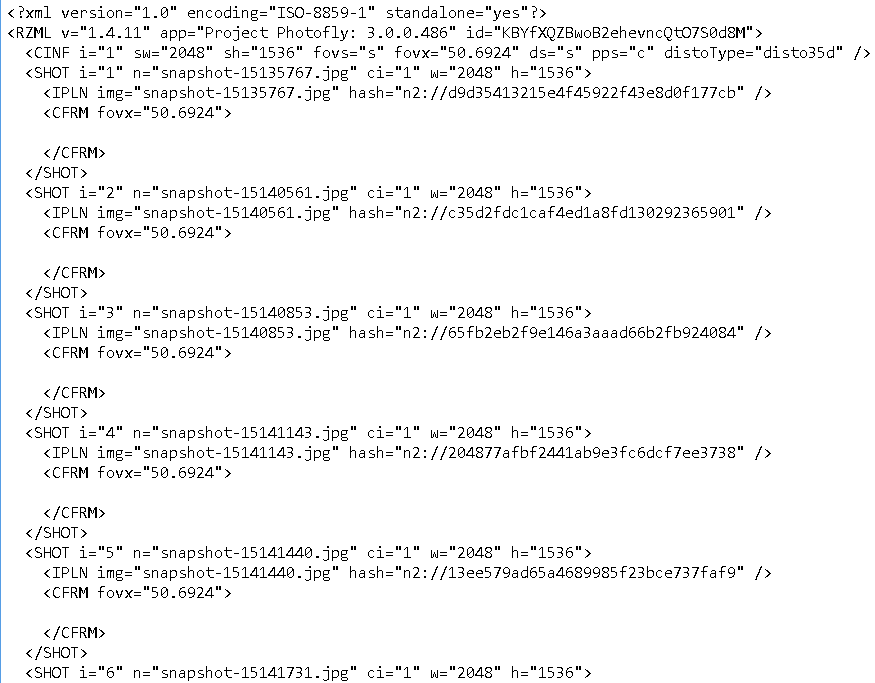 <?xml version="1.0" encoding="ISO-8859-1" standalone="yes"?>
<RZML v="1.4.11" app="Project Photofly: 3.0.0.486" id="KBYfXQZBwoB2ehevncQtO7S0d8M">
<CINF i="1" sw="2048" sh="1536" fovs="s" fovx="50.6924" ds="s" pps="c" distoType="disto35d" />
<SHOT i="1" n="snapshot-15135767.jpg" ci="1" w="2048" h="1536">
<IPLN img="snapshot-15135767.jpg" hash="n2://d9d35413215e4f45922f43e8d0f177cb" />
<CFRM fovx="50.6924">
</CFRM>
</SHOT>
<SHOT i="2" n="snapshot-15140561.jpg" ci="1" w="2048" h="1536">
<IPLN img="snapshot-15140561.jpg" hash="n2://c35d2fdc1caf4ed1a8fd130292365901" />
<CFRM fovx="50.6924">
</CFRM>
</SHOT>
<SHOT i="3" n="snapshot-15140853.jpg" ci="1" w="2048" h="1536">
<IPLN img="snapshot-15140853.jpg" hash="n2://65fb2eb2f9e146a3aaad66b2fb924084" />
<CFRM fovx="50.6924">
</CFRM>
</SHOT>
<SHOT i="4" n="snapshot-15141143.jpg" ci="1" w="2048" h="1536">
<IPLN img="snapshot-15141143.jpg" hash="n2://204877afbf2441ab9e3fc6dcf7ee3738" />
<CFRM fovx="50.6924">
</CFRM>
</SHOT>
<SHOT i="5" n="snapshot-15141440.jpg" ci="1" w="2048" h="1536">
<IPLN img="snapshot-15141440.jpg" hash="n2://13ee579ad65a4689985f23bce737faf9" />
<CFRM fovx="50.6924">
</CFRM>
</SHOT>
<SHOT i="6" n="snapshot-15141731.jpg" ci="1" w="2048" h="1536">